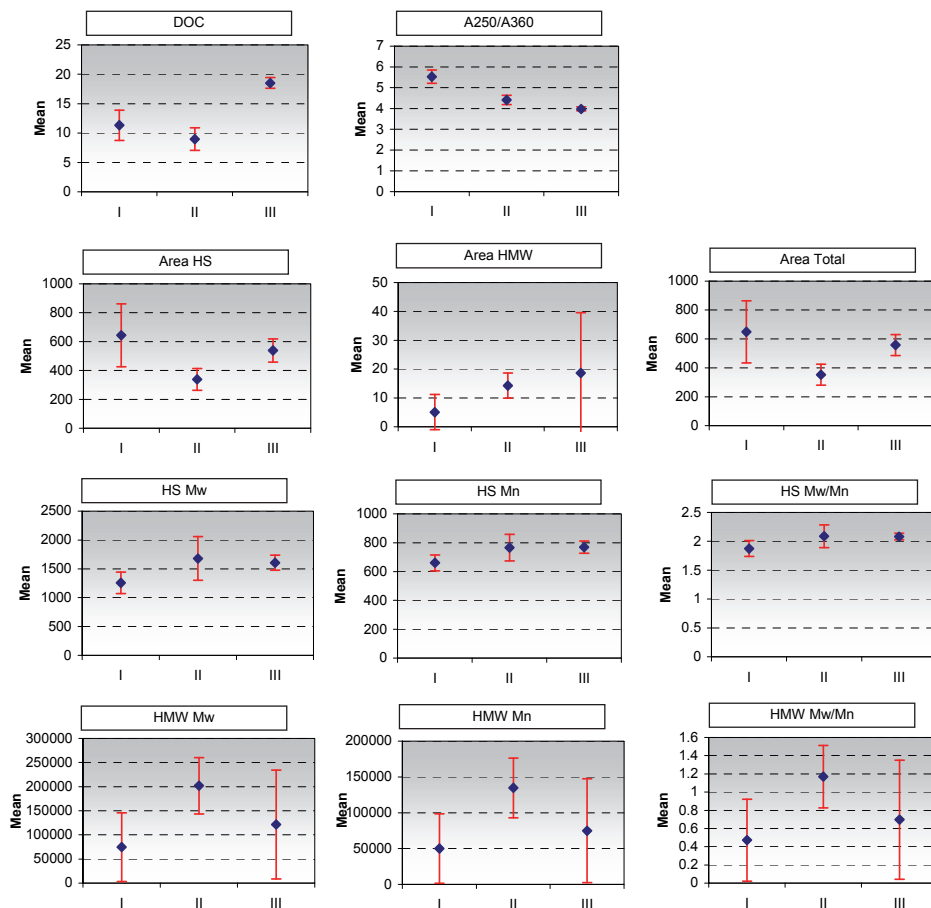 DOC
25
20
15
10
5
0
Mean
I II III
A250/A360
7
6
5
4
3
2
1
0
Mean
I II III
Area HS
1000
800
600
400
200
0
Mean
I II III
Area HMW
50
40
30
20
10
0
Mean
I II III
Area Total
1000
800
600
400
200
0
Mean
I II III
HS Mw
2500
2000
1500
1000
500
0
Mean
I II III
HS Mn
1000
800
600
400
200
0
Mean
I II III
HS Mw/Mn
2.5
2
1.5
1
0.5
0
Mean
I II III
HMW Mw
300000
250000
200000
150000
100000
50000
0
Mean
I II III
HMW Mn
200000
150000
100000
50000
0
Mean
I II III
HMW Mw/Mn
1.6
1.4
1.2
1
0.8
0.6
0.4
0.2
0
Mean
I II III